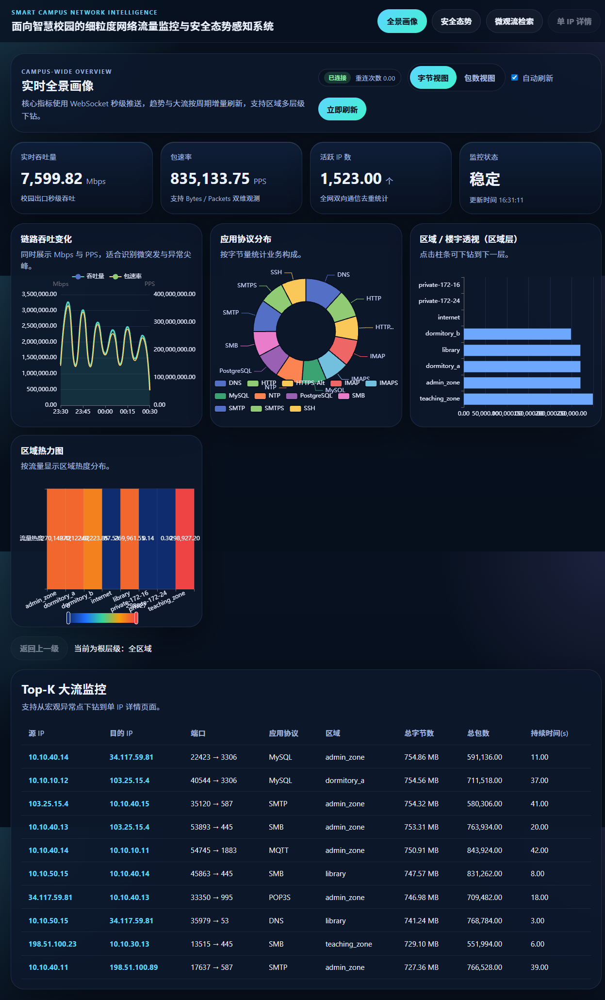 SMART CAMPUS NETWORK INTELLIGENCE
面向智慧校园的细粒度网络流量监控与安全态势感知系统
全景画像
安全态势
微观流检索
单 IP 详情
CAMPUS-WIDE OVERVIEW
实时全景画像
核心指标使用 WebSocket 秒级推送，趋势与大流按周期增量刷新，支持区域多层级
下钻。
已连接 重连次数 0.00
字节视图
包数视图
自动刷新
立即刷新
实时吞吐量
7,599.82 Mbps
校园出口秒级吞吐
包速率
835,133.75 PPS
支持 Bytes / Packets 双维观测
活跃 IP 数
1,523.00 个
全网双向通信去重统计
监控状态
稳定
更新时间 16:31:11
链路吞吐变化
同时展示 Mbps 与 PPS，适合识别微突发与异常尖
峰。
吞吐量 包速率
Mbps PPS
3,500,000.00 400,000,000.00
3,000,000.00
2,500,000.00 300,000,000.00
2,000,000.00 200,000,000.00
1,500,000.00
1,000,000.00 100,000,000.00
500,000.00
0.00 0.00
23:30 23:45 00:00 00:15 00:30
应用协议分布
按字节量统计业务构成。
SSH DNS
SMTPS HTTP
SMTP HTTP...
SMB IMAP
PostgreSQL IMAPS
NTP MySQL
DNS HTTP HTTPS-Alt IMAP IMAPS
MySQL NTP PostgreSQL SMB
SMTP SMTPS SSH
区域 / 楼宇透视（区域层）
点击柱条可下钻到下一层。
private-172-16
private-172-24
internet
dormitory_b
library
dormitory_a
admin_zone
teaching_zone
0.00 50,000.00 100,000.00 150,000.00 200,000.00 250,000.00
区域热力图
按流量显示区域热度分布。
流量热度 0.14 0.30 298,927.20
admin_zone dormitory_a dormitory_b internet library private-172-16 private-172-24 teaching_zone
298927
返回上一级 当前为根层级：全区域
Top-K 大流监控
支持从宏观异常点下钻到单 IP 详情页面。
源 IP 目的 IP 端口 应用协议 区域 总字节数 总包数 持续时间(s)
10.10.40.14 34.117.59.81 22423 → 3306 MySQL admin_zone 754.86 MB 591,136.00 11.00
10.10.10.12 103.25.15.4 40544 → 3306 MySQL dormitory_a 754.56 MB 711,518.00 37.00
103.25.15.4 10.10.40.15 35120 → 587 SMTP admin_zone 754.32 MB 580,306.00 41.00
10.10.40.13 103.25.15.4 53893 → 445 SMB admin_zone 753.31 MB 763,934.00 20.00
10.10.40.14 10.10.10.11 54745 → 1883 MQTT admin_zone 750.91 MB 843,924.00 42.00
10.10.50.15 10.10.40.14 45863 → 445 SMB library 747.57 MB 831,262.00 8.00
34.117.59.81 10.10.40.13 33350 → 995 POP3S admin_zone 746.98 MB 709,482.00 18.00
10.10.50.15 34.117.59.81 35979 → 53 DNS library 741.24 MB 768,784.00 3.00
198.51.100.23 10.10.30.13 13515 → 445 SMB teaching_zone 729.10 MB 551,994.00 6.00
10.10.40.11 198.51.100.89 17637 → 587 SMTP admin_zone 727.36 MB 766,528.00 39.00